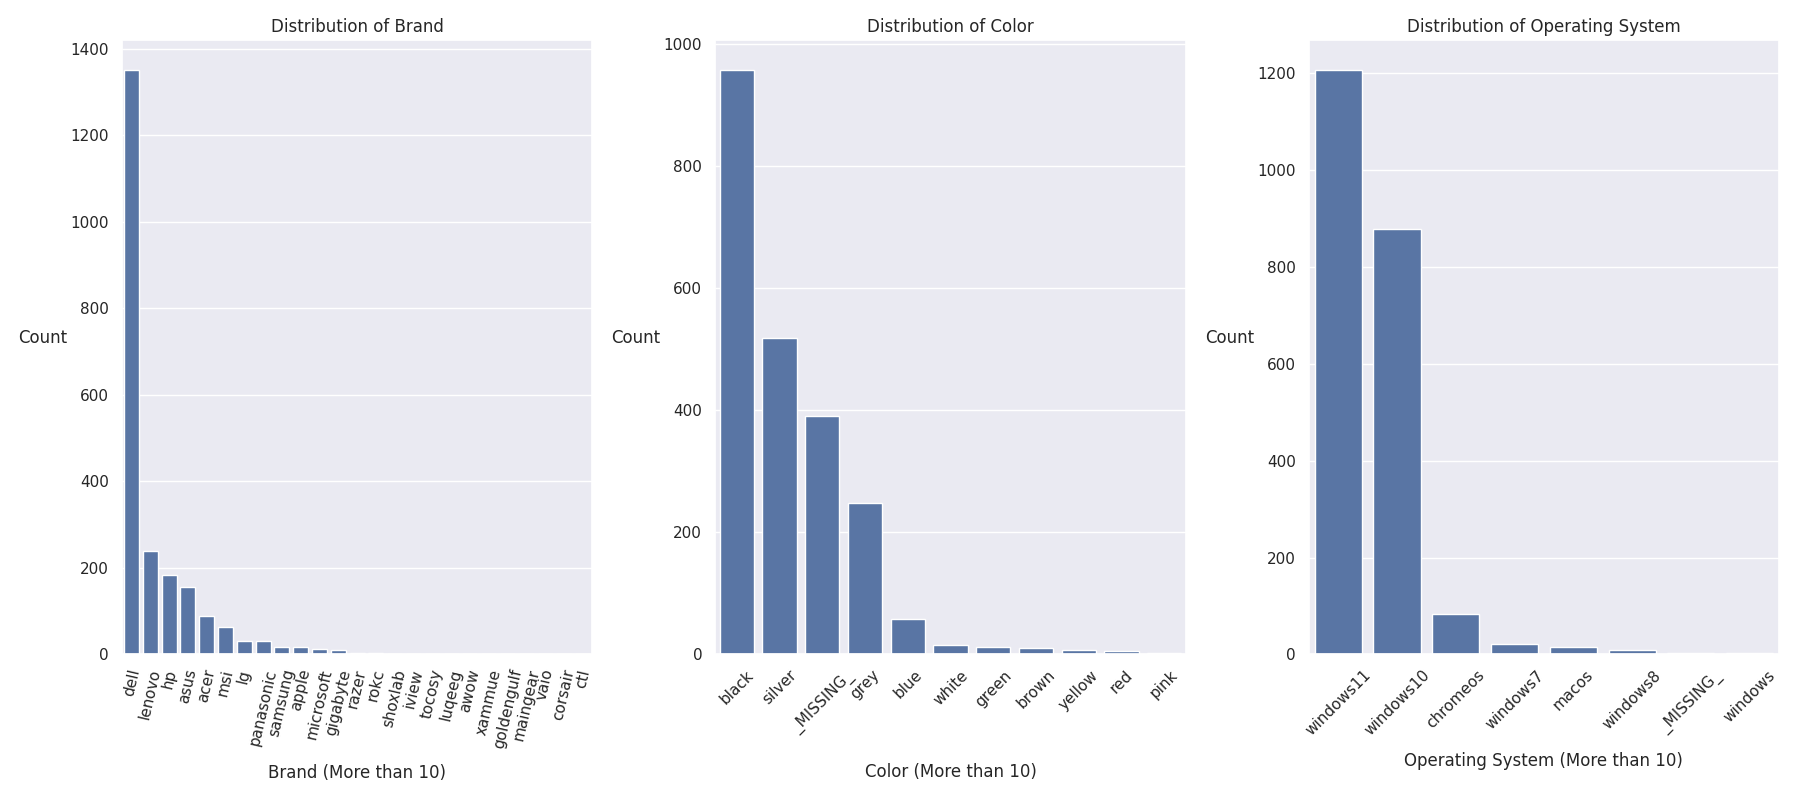 Distribution of Brand
1400
1200
1000
800
600
400
200
0
Count
dell
lenovo
hp
asus
acer
msi
lg
panasonic
samsung
apple
microsoft
gigabyte
razer
rokc
shoxlab
iview
tocosy
luqeeg
awow
xammue
goldengulf
maingear
vaio
corsair
ctl
Brand (More than 10)
Distribution of Color
1000
800
600
400
200
0
Count
black
silver
_MISSING_
grey
blue
white
green
brown
yellow
red
pink
Color (More than 10)
Distribution of Operating System
1200
1000
800
600
400
200
0
Count
windows11
windows10
chromeos
windows7
macos
windows8
_MISSING_
windows
Operating System (More than 10)